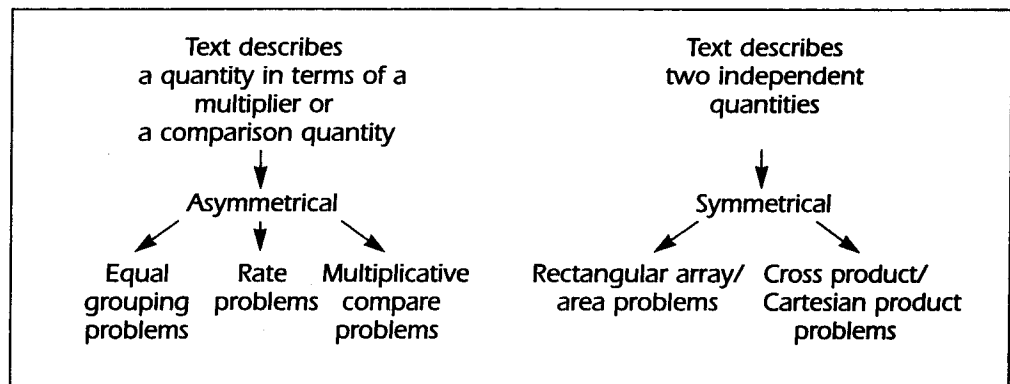 Text describes
a quantity in terms of a
multiplier or
a comparison quantity
Asymmetrical
Equal
grouping
problems
Rate
problems
Multiplicative
compare
problems
Text describes
two independent
quantities
Symmetrical
Rectangular array/
area problems
Cross product/
Cartesian product
problems